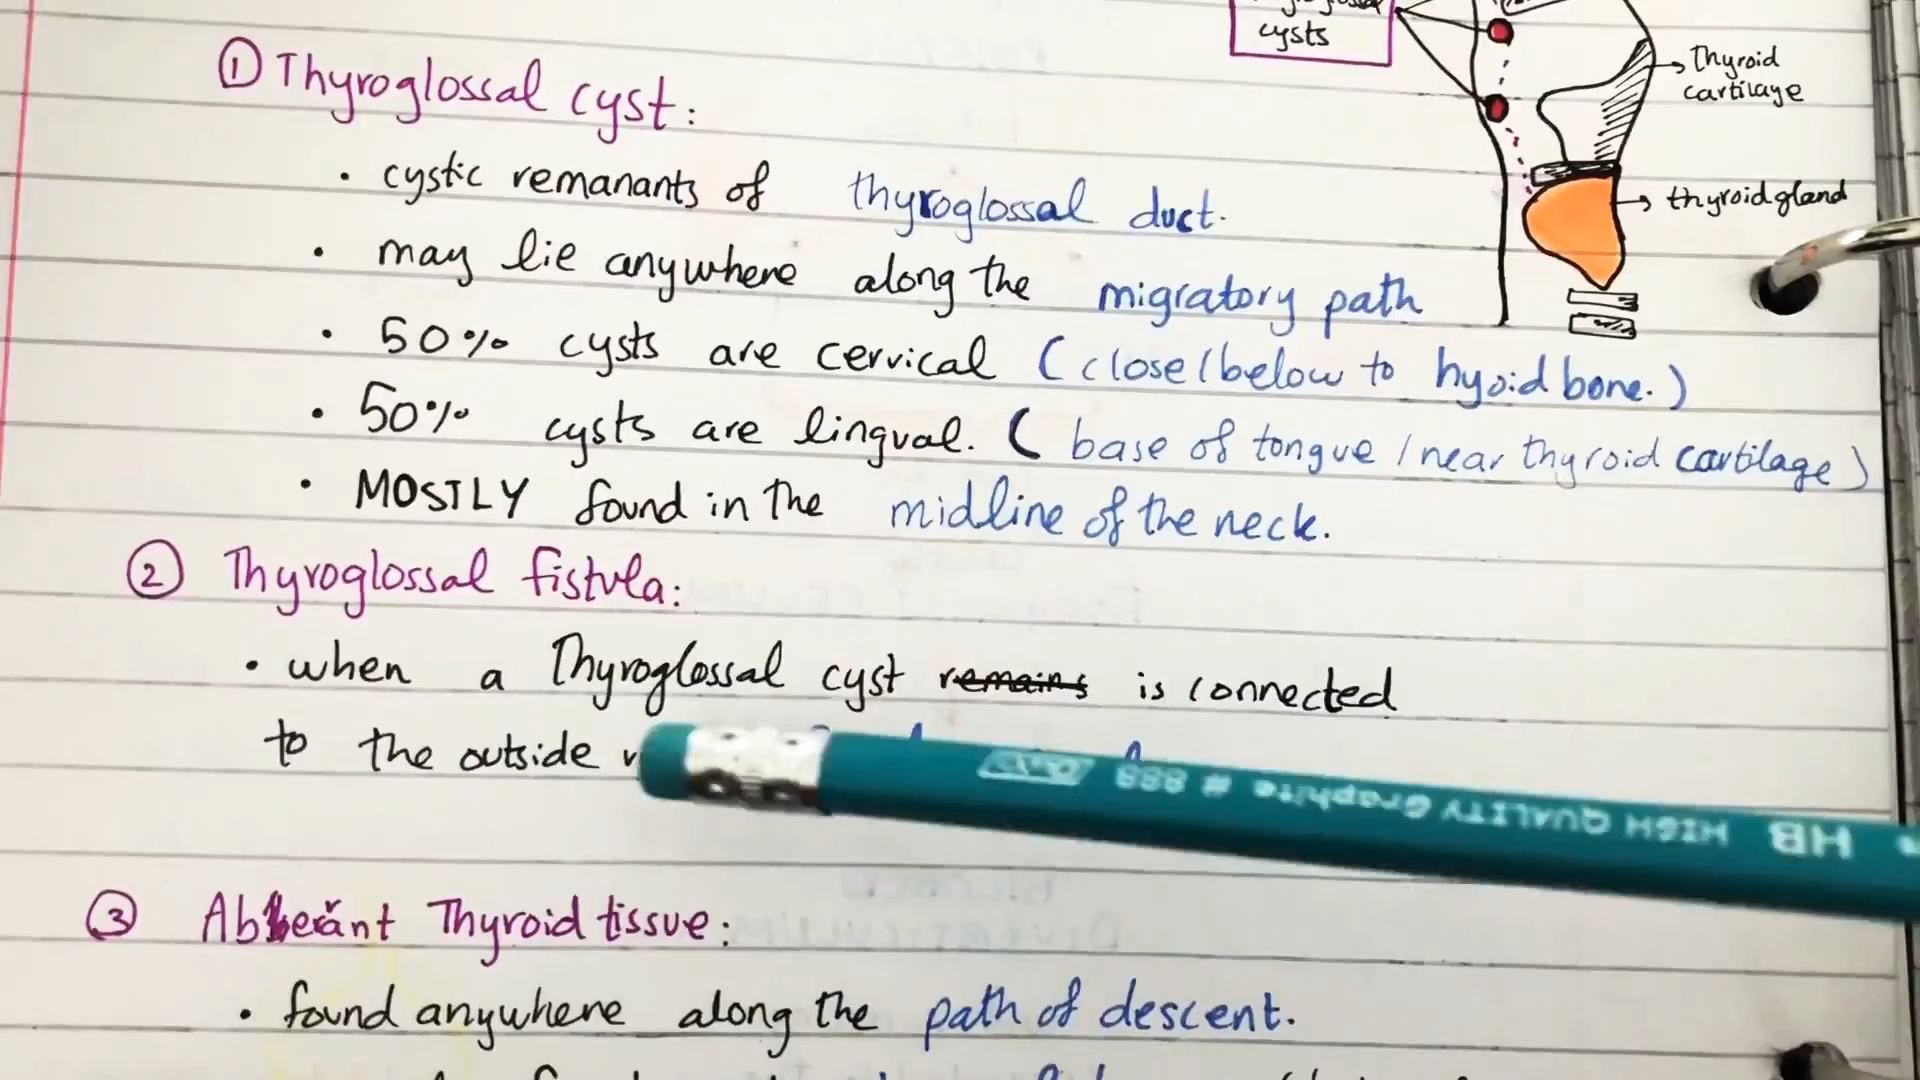 cysts
Thyroid
cartilage
thyroid gland
① Thyroglossal cyst:
• cystic remanants of thyroglossal duct.
• may lie anywhere along the migratory path
• 50% cysts are cervical (close/below to hyoid bone.)
• 50% cysts are lingual. (base of tongue / near thyroid cartilage)
• MOSTLY found in the midline of the neck.
② Thyroglossal fistula:
• when a Thyroglossal cyst remains is connected
to the outside
HB HIGH QUALITY Graphite # 888
③ Abberant Thyroid tissue:
• found anywhere along the path of descent.